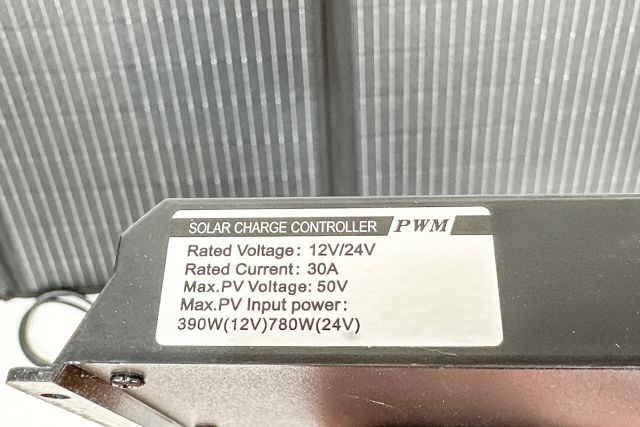 SOLAR CHARGE CONTROLLER PWM
Rated Voltage: 12V/24V
Rated Current: 30A
Max.PV Voltage: 50V
Max.PV Input power:
390W(12V)780W(24V)